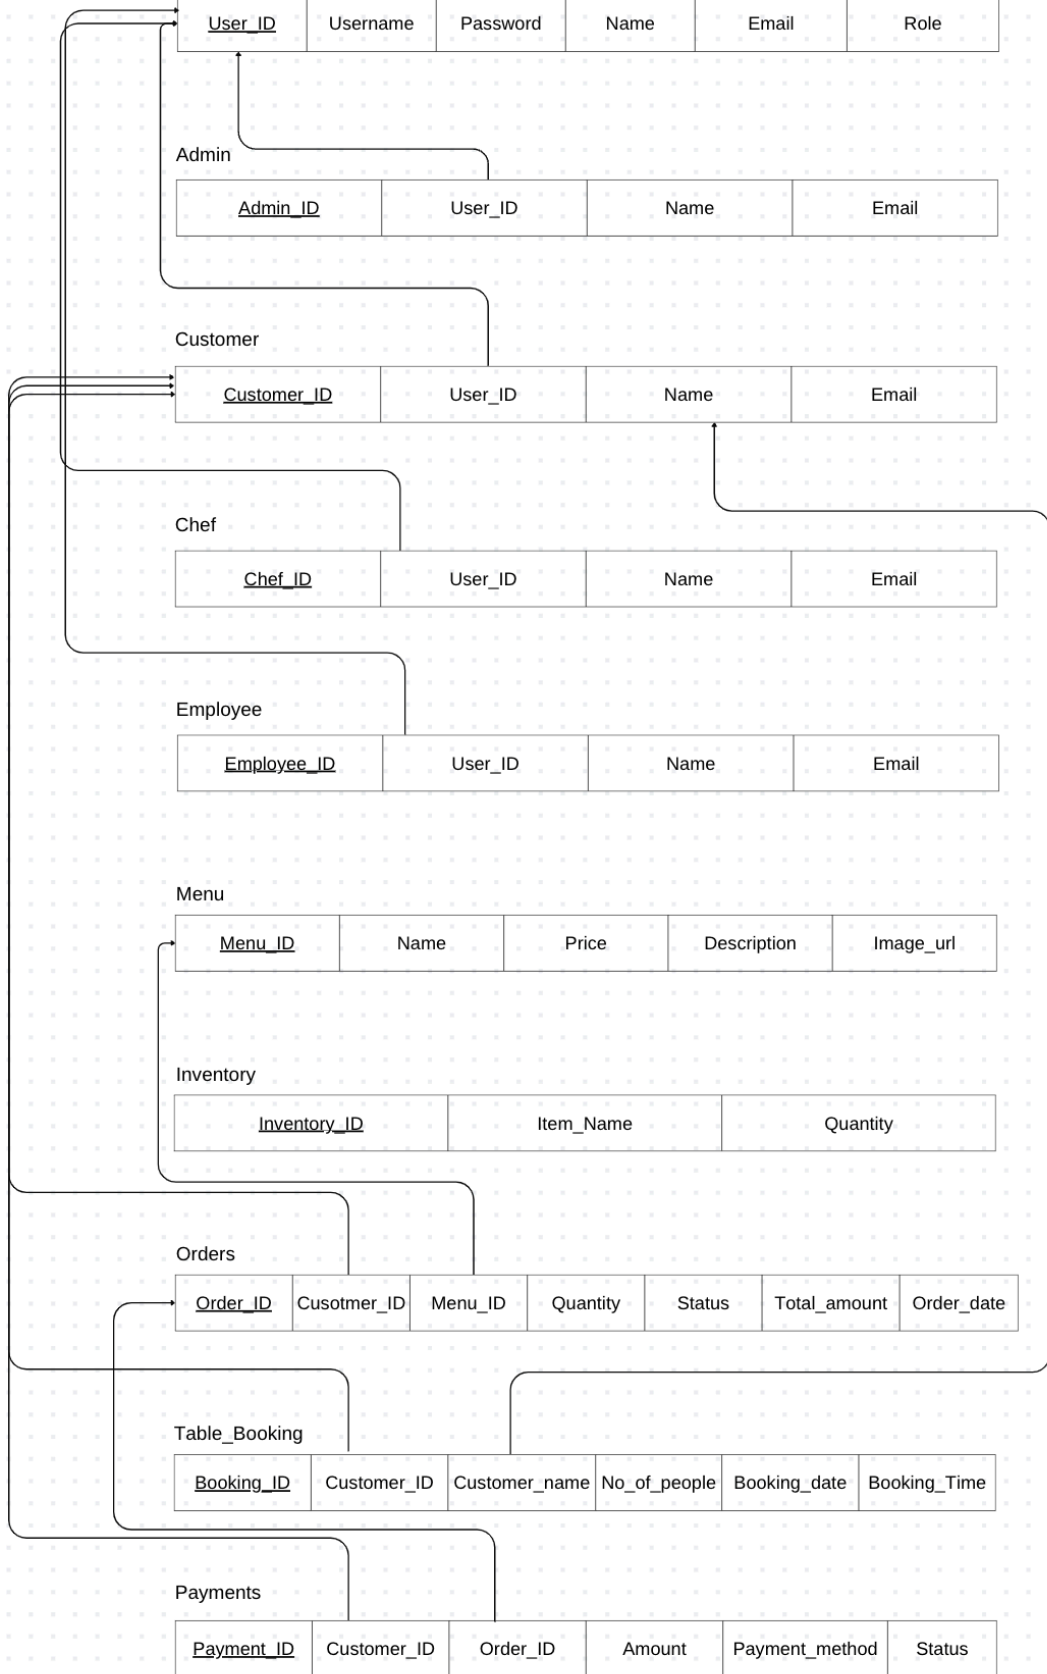 User_ID Username Password Name Email Role
Admin
Admin_ID User_ID Name Email
Customer
Customer_ID User_ID Name Email
Chef
Chef_ID User_ID Name Email
Employee
Employee_ID User_ID Name Email
Menu
Menu_ID Name Price Description Image_url
Inventory
Inventory_ID Item_Name Quantity
Orders
Order_ID Cusotmer_ID Menu_ID Quantity Status Total_amount Order_date
Table_Booking
Booking_ID Customer_ID Customer_name No_of_people Booking_date Booking_Time
Payments
Payment_ID Customer_ID Order_ID Amount Payment_method Status